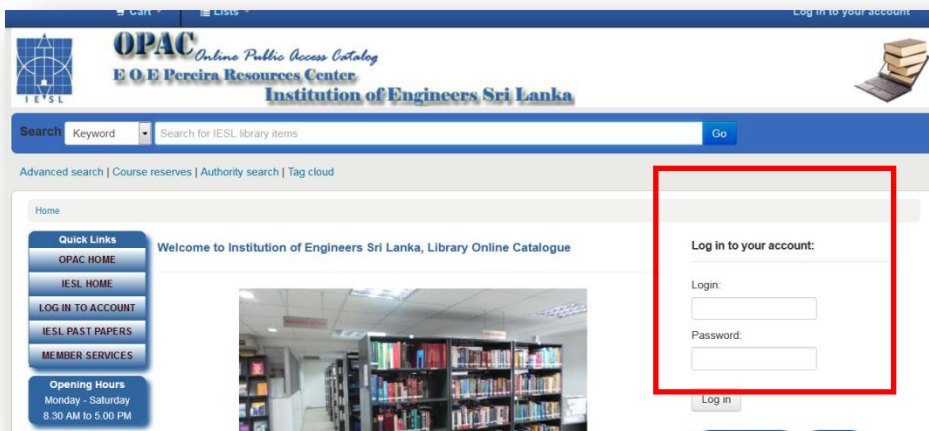 Cart Lists Log in to your account
OPAC Online Public Access Catalog
E O E Pereira Resources Center
Institution of Engineers Sri Lanka
I E S L
Search Keyword Search for IESL library items Go
Advanced search | Course reserves | Authority search | Tag cloud
Home
Quick Links
OPAC HOME
IESL HOME
LOG IN TO ACCOUNT
IESL PAST PAPERS
MEMBER SERVICES
Opening Hours
Monday - Saturday
8.30 AM to 5.00 PM
Welcome to Institution of Engineers Sri Lanka, Library Online Catalogue
Log in to your account:
Login:
Password:
Log in